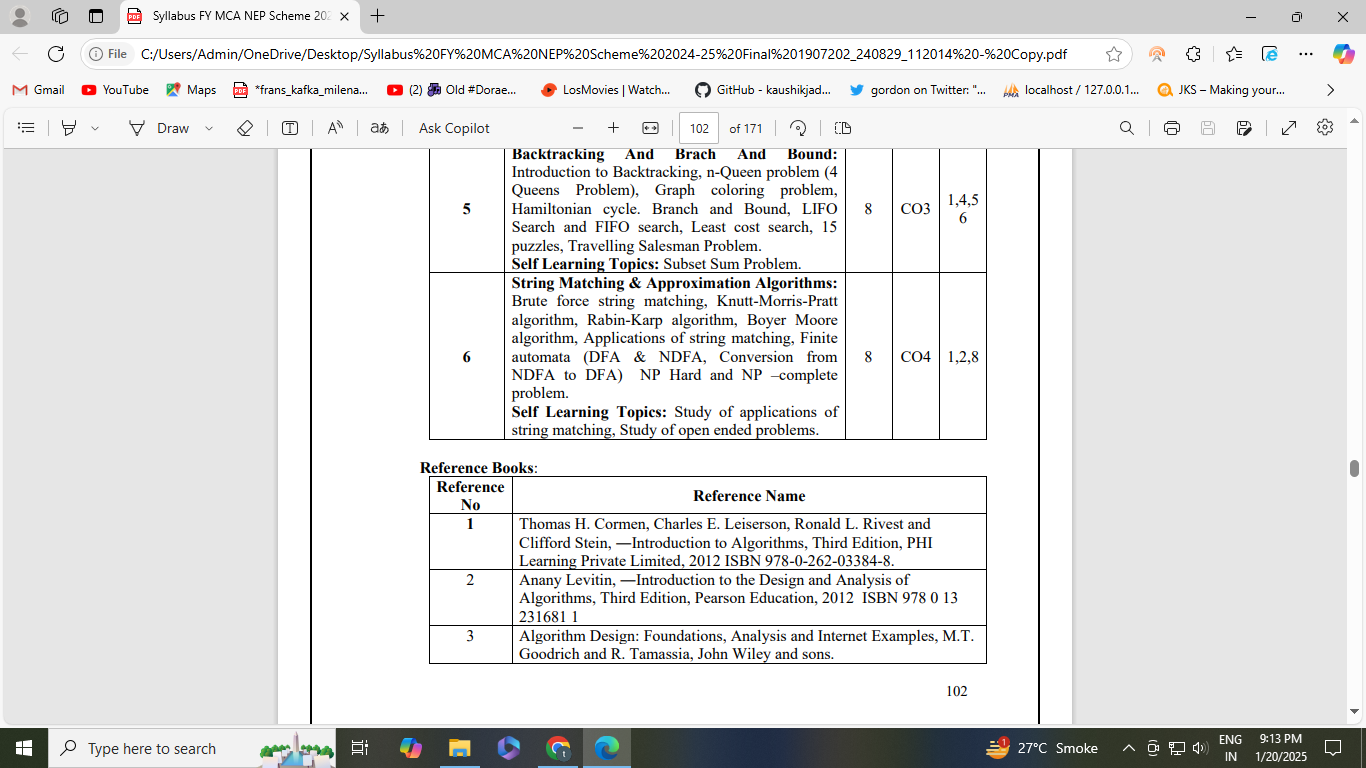 Syllabus FY MCA NEP Scheme 202
File
C:/Users/Admin/OneDrive/Desktop/Syllabus%20FY%20MCA%20NEP%20Scheme%202024-25%20Final%201907202_240829_112014%20-%20Copy.pdf
Gmail YouTube Maps *frans_kafka_milena... (2) Old #Dorae... LosMovies | Watch... GitHub - kaushikjad... gordon on Twitter: "... localhost / 127.0.0.1... JKS – Making your...
Draw Ask Copilot 102 of 171
Backtracking And Brach And Bound:
Introduction to Backtracking, n-Queen problem (4
Queens Problem), Graph coloring problem,
Hamiltonian cycle. Branch and Bound, LIFO
Search and FIFO search, Least cost search, 15
puzzles, Travelling Salesman Problem.
Self Learning Topics: Subset Sum Problem.
5
8
CO3
1,4,5
6
String Matching & Approximation Algorithms:
Brute force string matching, Knutt-Morris-Pratt
algorithm, Rabin-Karp algorithm, Boyer Moore
algorithm, Applications of string matching, Finite
automata (DFA & NDFA, Conversion from
NDFA to DFA) NP Hard and NP –complete
problem.
Self Learning Topics: Study of applications of
string matching, Study of open ended problems.
6
8
CO4
1,2,8
Reference Books:
Reference
No
Reference Name
1
Thomas H. Cormen, Charles E. Leiserson, Ronald L. Rivest and
Clifford Stein, ―Introduction to Algorithms, Third Edition, PHI
Learning Private Limited, 2012 ISBN 978-0-262-03384-8.
2
Anany Levitin, ―Introduction to the Design and Analysis of
Algorithms, Third Edition, Pearson Education, 2012 ISBN 978 0 13
231681 1
3
Algorithm Design: Foundations, Analysis and Internet Examples, M.T.
Goodrich and R. Tamassia, John Wiley and sons.
102
Type here to search
27°C Smoke
ENG
IN
9:13 PM
1/20/2025